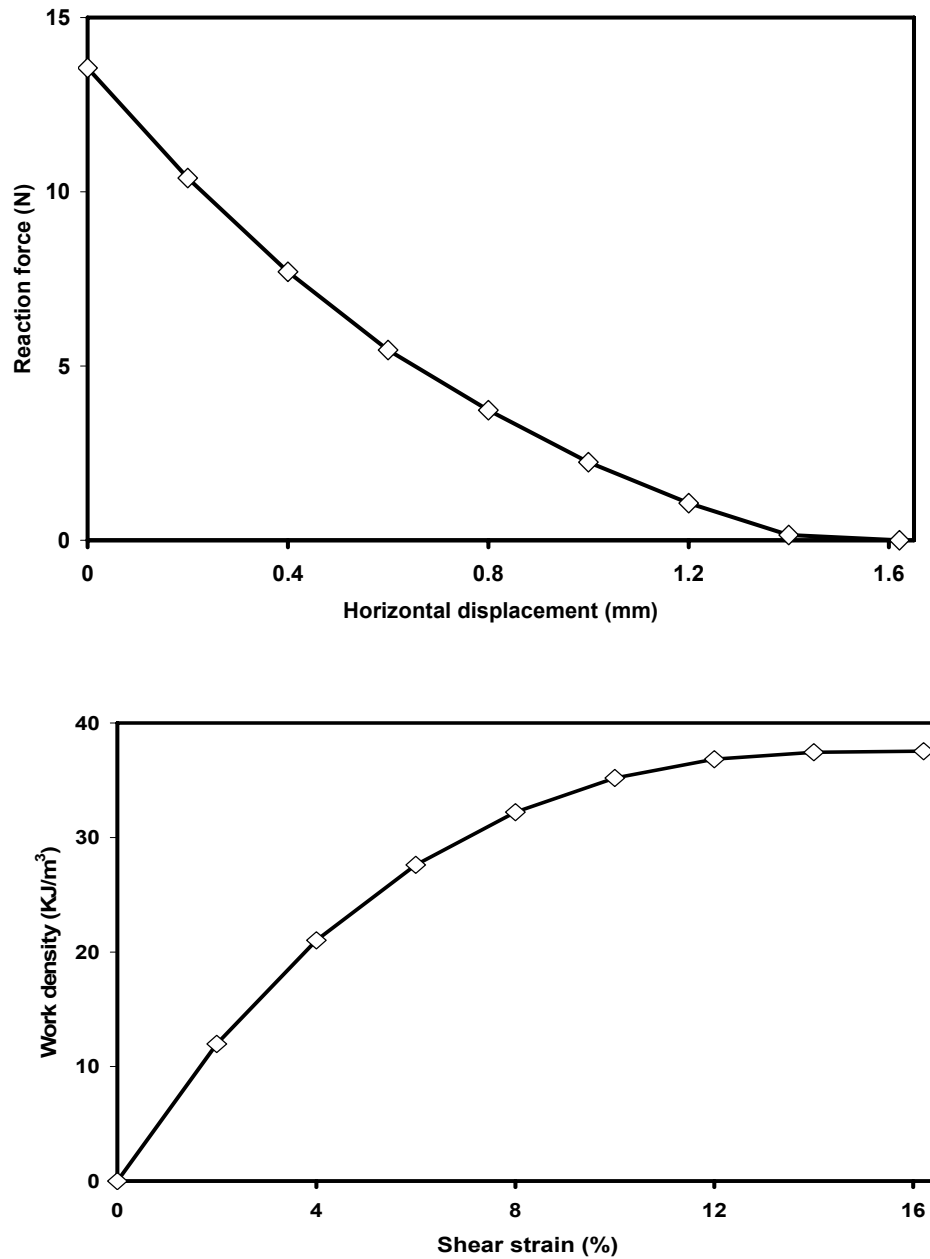 15
10
5
0
Reaction force (N)
0 0.4 0.8 1.2 1.6
Horizontal displacement (mm)
40
30
20
10
0
Work density (KJ/m³)
0 4 8 12 16
Shear strain (%)